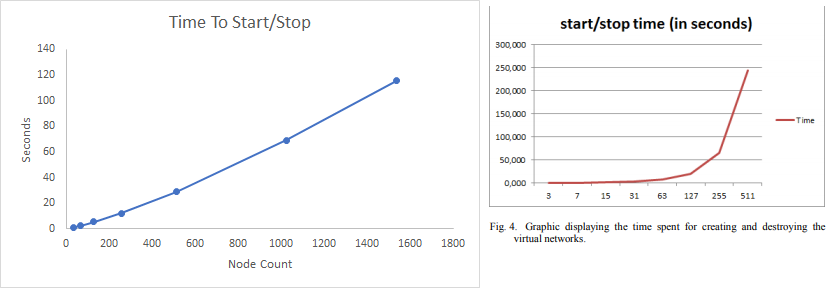 Time To Start/Stop
140
120
100
80
60
40
20
0
Seconds
0 200 400 600 800 1000 1200 1400 1600 1800
Node Count
start/stop time (in seconds)
300,000
250,000
200,000
150,000
100,000
50,000
0,000
3 7 15 31 63 127 255 511
Time
Fig. 4. Graphic displaying the time spent for creating and destroying the
virtual networks.